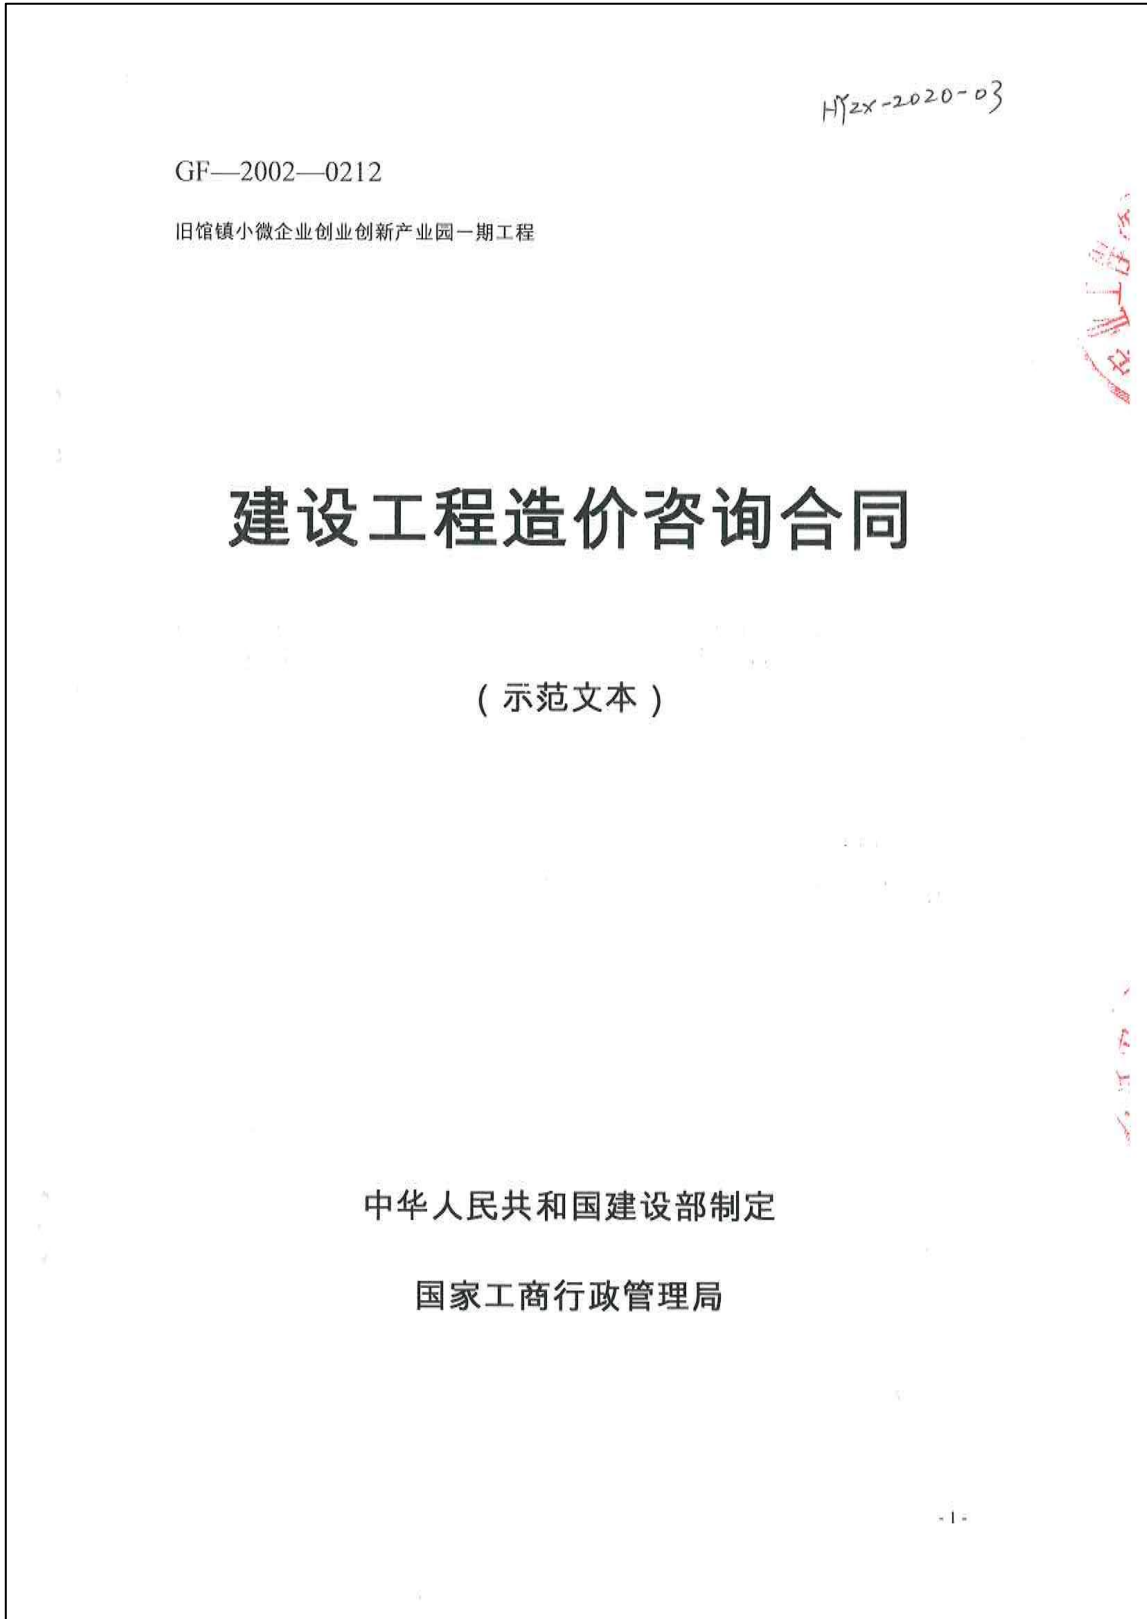 HYZX-2020-03
GF—2002—0212
旧馆镇小微企业创业创新产业园一期工程
建设工程造价咨询合同
（示范文本）
中华人民共和国建设部制定
国家工商行政管理局
- 1 -